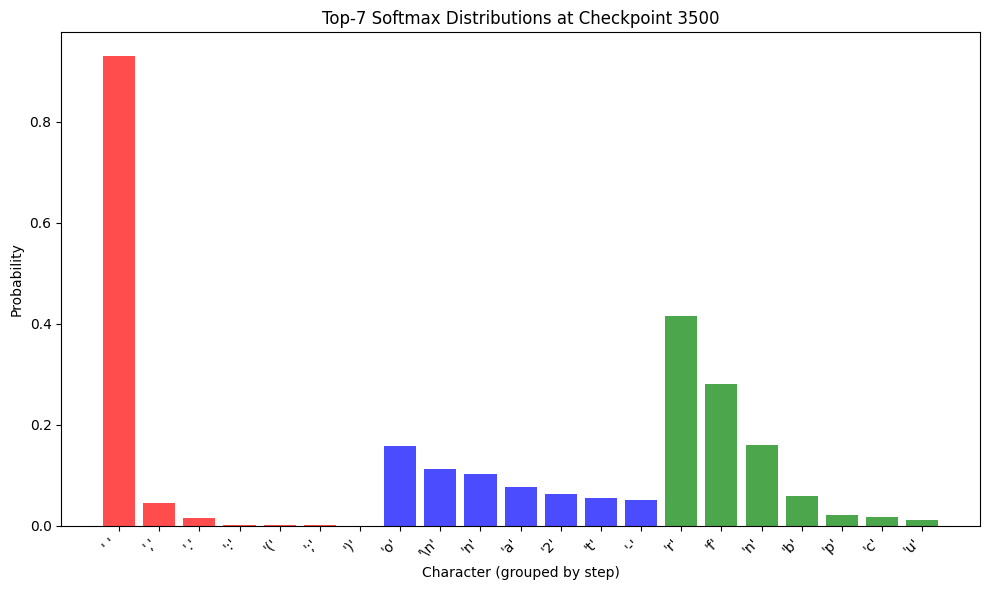 Top-7 Softmax Distributions at Checkpoint 3500
Probability
0.8
0.6
0.4
0.2
0.0
' '
','
'.'
':'
'('
';'
')'
'o'
'\n'
'n'
'a'
'2'
't'
'-'
'r'
'f'
'n'
'b'
'p'
'c'
'u'
Character (grouped by step)